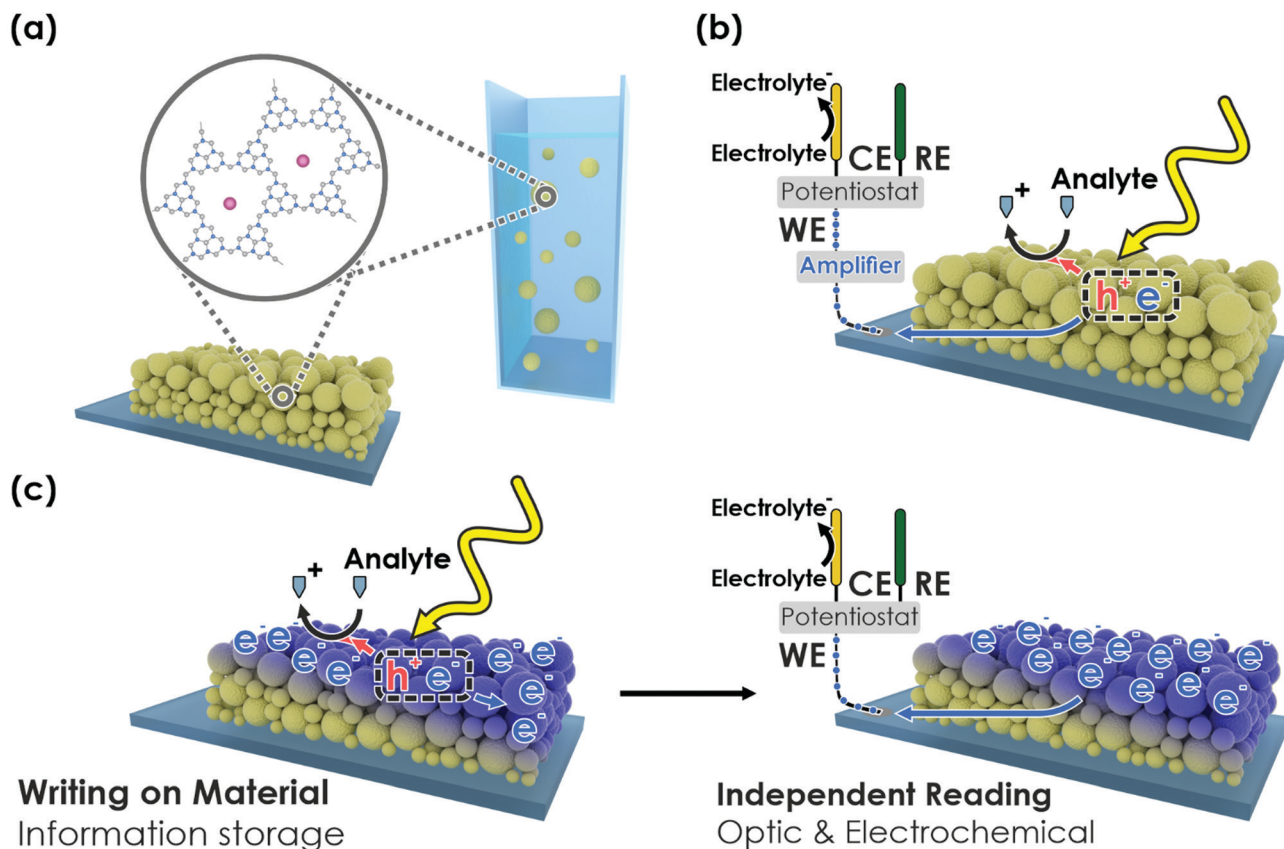 (a)
(b)
Electrolyte-
Electrolyte
CE
RE
Potentiostat
WE
Amplifier
+
Analyte
h+ e-
(c)
+
Analyte
e- e- e- e- e- e- e- e-
h+ e-
Writing on Material
Information storage
Electrolyte-
Electrolyte
CE
RE
Potentiostat
WE
e- e- e- e- e- e- e- e- e- e- e- e-
Independent Reading
Optic & Electrochemical